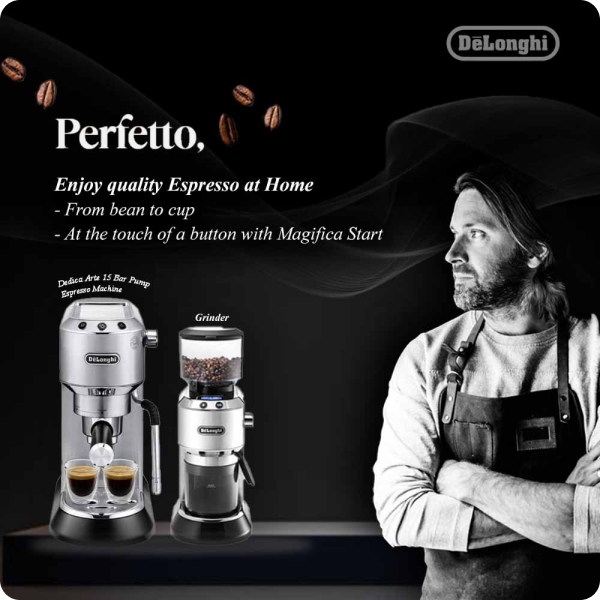 DēLonghi
Perfetto,
Enjoy quality Espresso at Home
- From bean to cup
- At the touch of a button with Magifica Start
Dedica Arte 15 Bar Pump
Espresso Machine
Grinder
DēLonghi
DēLonghi